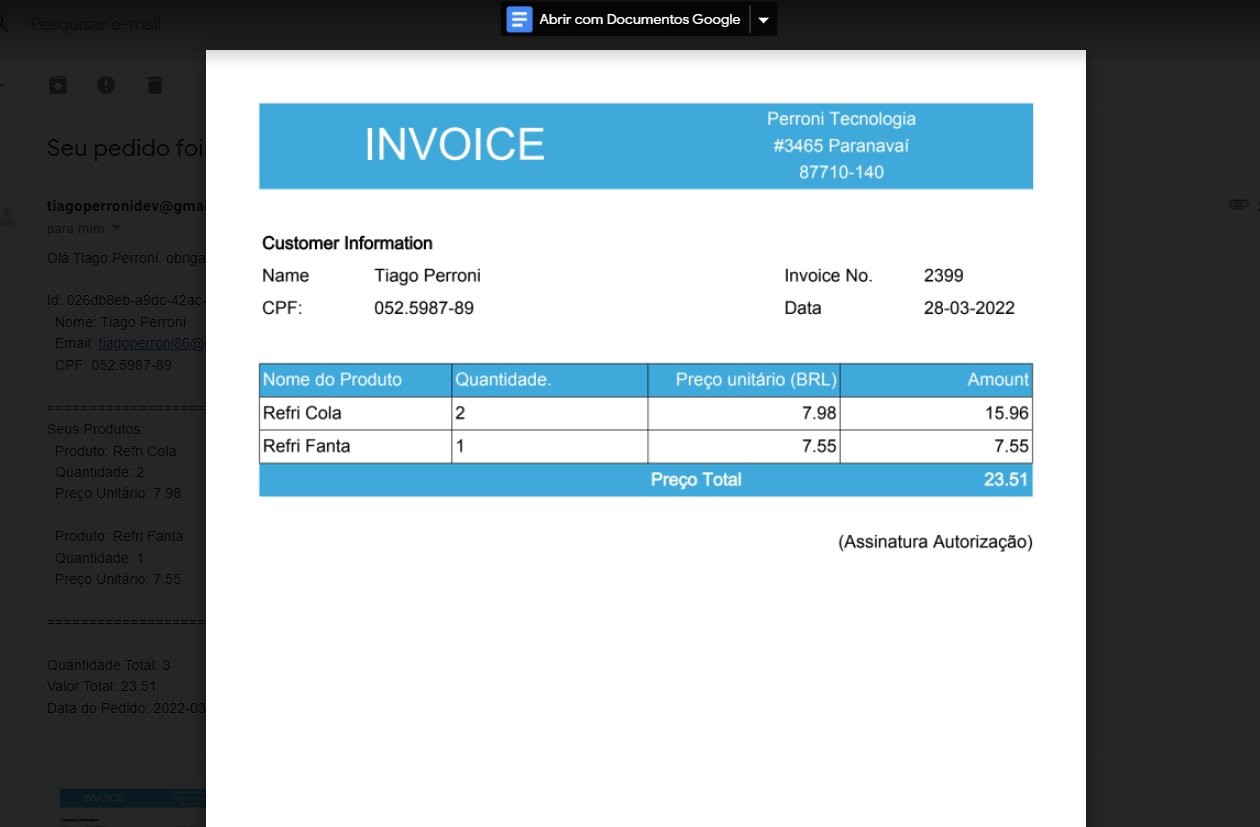 Abrir com Documentos Google
Pesquisar e-mail
Seu pedido foi
tiagoperronidev@gma
para mim
Olá Tiago Perroni, obriga
Id: 026db8eb-a9dc-42ac-
Nome: Tiago Perroni
Email: tiagoperroni86@
CPF: 052.5987-89
====================
Seus Produtos:
Produto: Refri Cola
Quantidade: 2
Preço Unitário: 7.98
Produto: Refri Fanta
Quantidade: 1
Preço Unitário: 7.55
====================
Quantidade Total: 3
Valor Total: 23.51
Data do Pedido: 2022-03
INVOICE
INVOICE
Perroni Tecnologia
#3465 Paranavaí
87710-140
Customer Information
Name Tiago Perroni Invoice No. 2399
CPF: 052.5987-89 Data 28-03-2022
Nome do Produto Quantidade. Preço unitário (BRL) Amount
Refri Cola 2 7.98 15.96
Refri Fanta 1 7.55 7.55
Preço Total 23.51
(Assinatura Autorização)